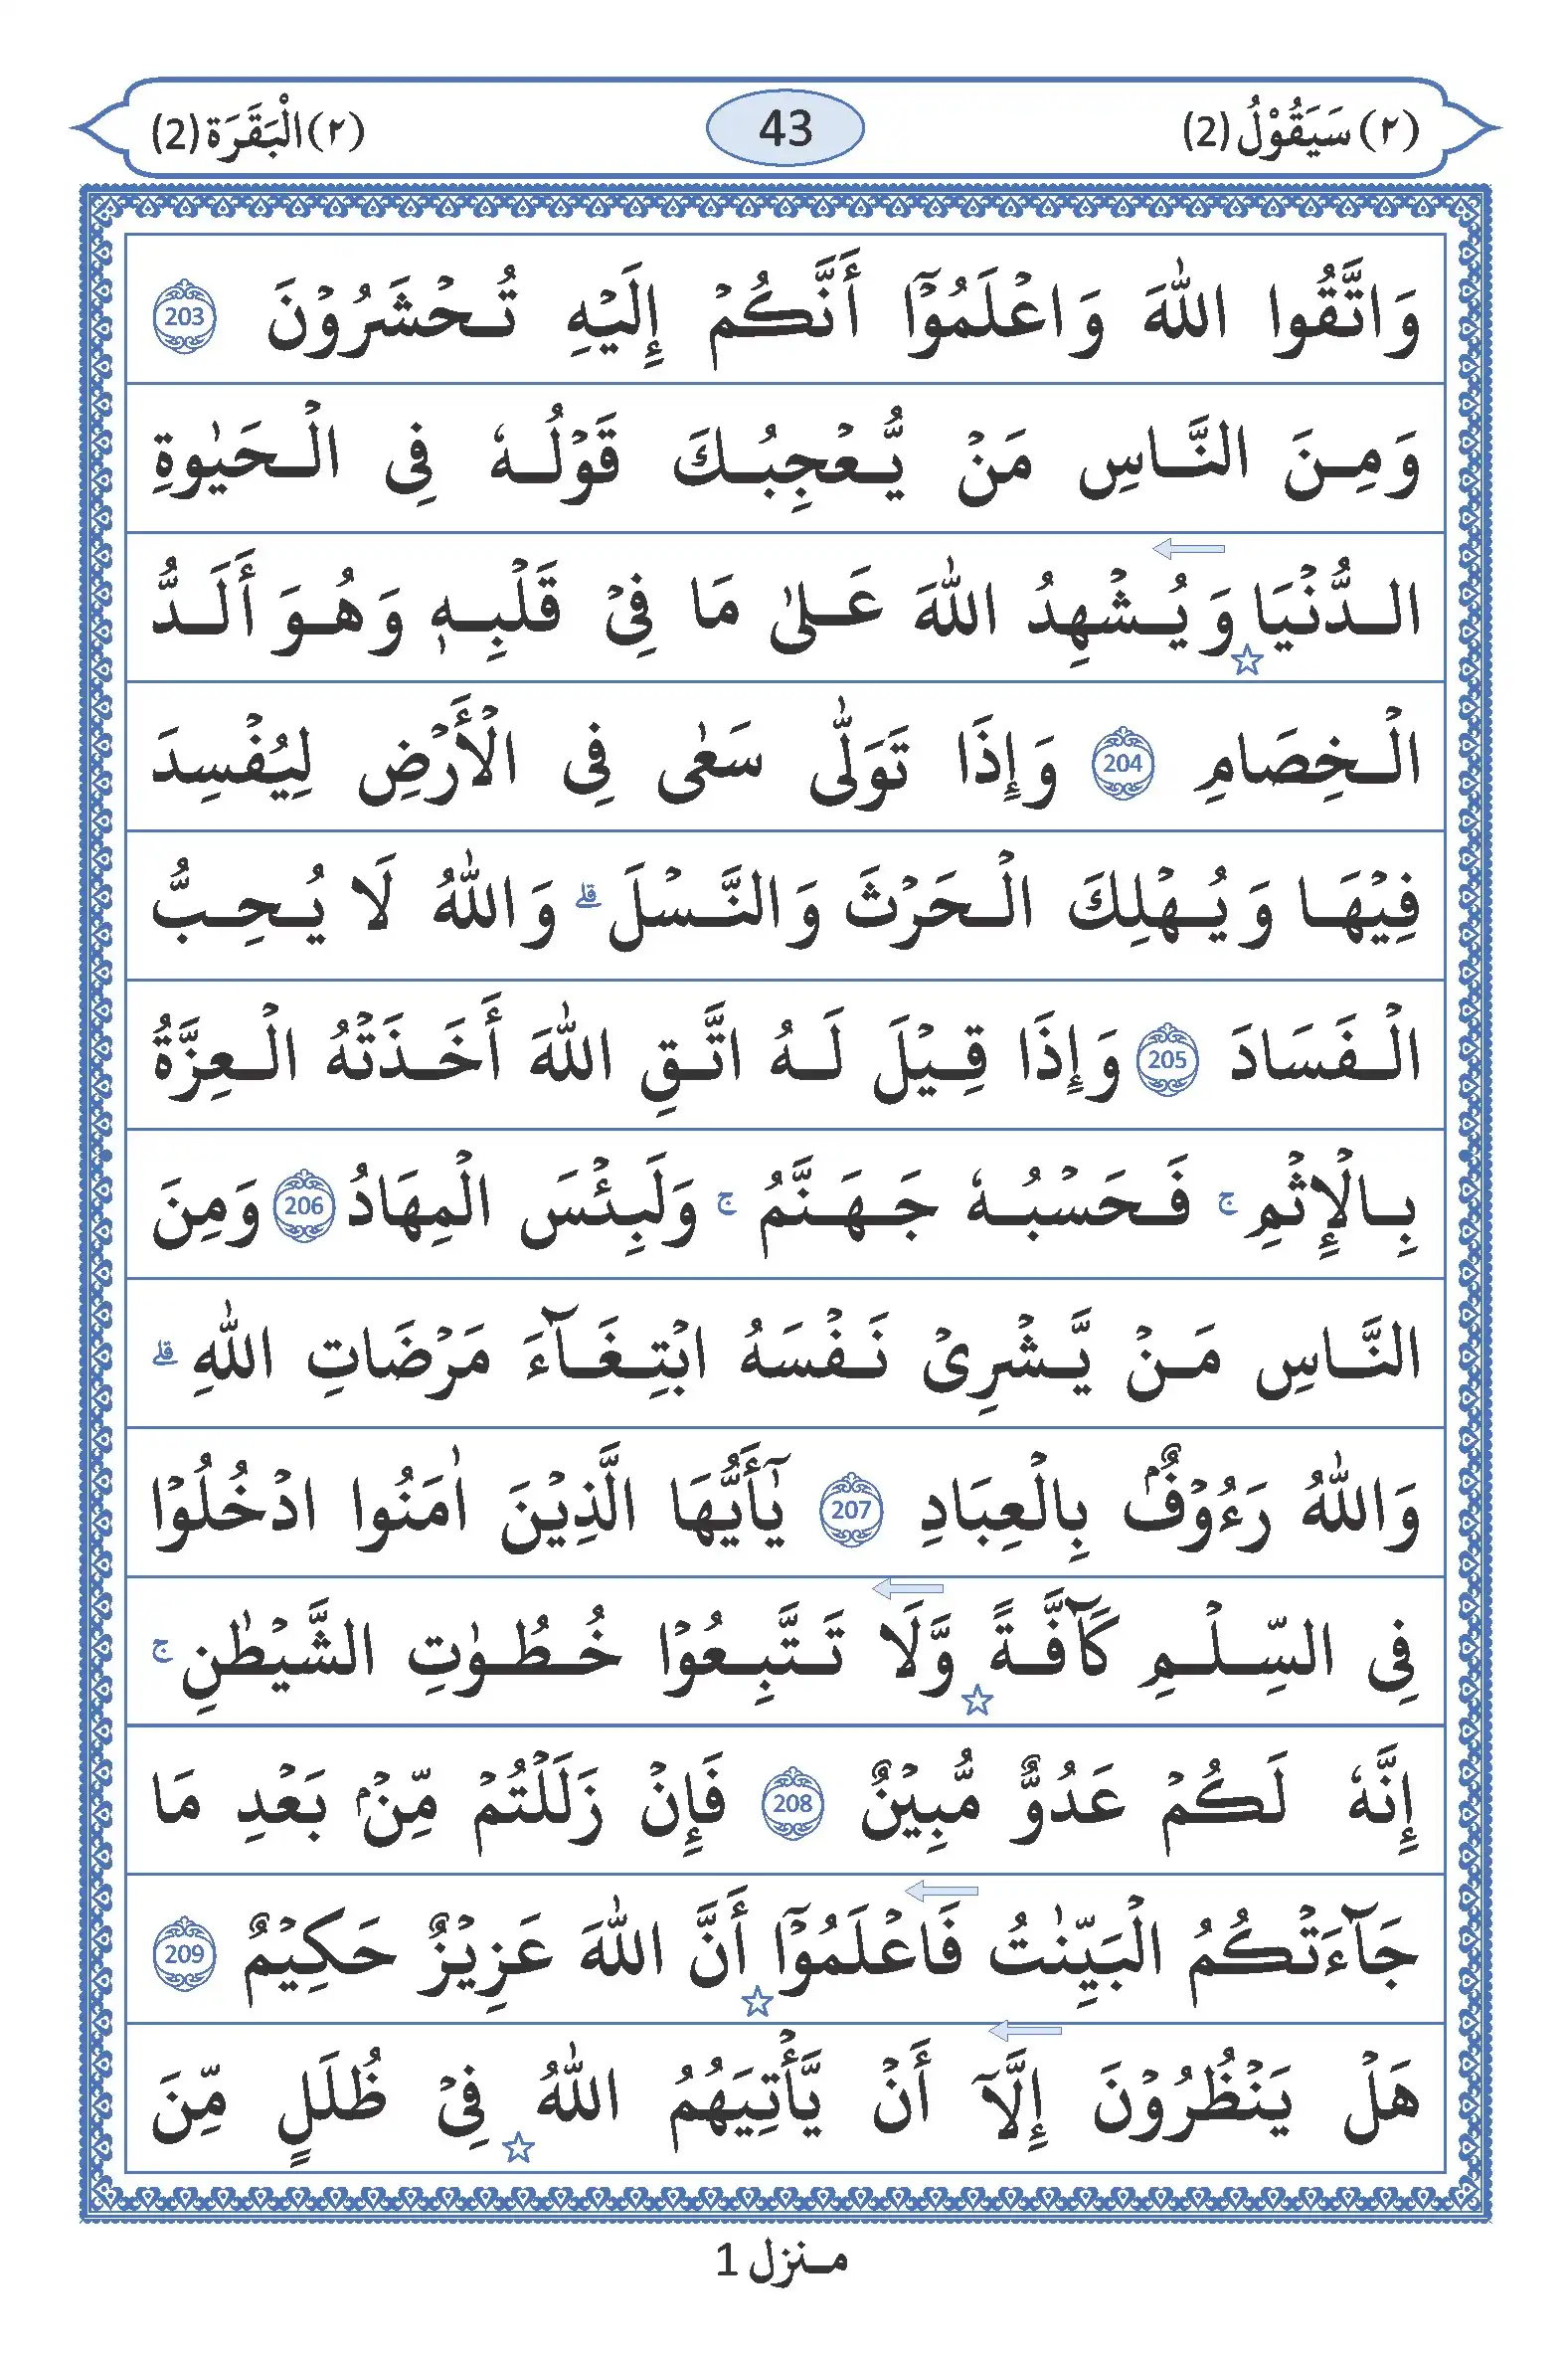 (٢) سَيَقُوْلُ (2) 43 (٢) الْبَقَرَة (2)
وَاتَّقُوا اللّٰهَ وَاعْلَمُوْٓا أَنَّكُمْ إِلَيْهِ تُحْشَرُوْنَ 203
وَمِنَ النَّاسِ مَنْ يُّعْجِبُكَ قَوْلُهٗ فِى الْحَيٰوةِ
الدُّنْيَا☆وَيُشْهِدُ اللّٰهَ عَلٰى مَا فِىْ قَلْبِهٖ وَهُوَ أَلَدُّ
الْخِصَامِ 204 وَإِذَا تَوَلّٰى سَعٰى فِى الْأَرْضِ لِيُفْسِدَ
فِيْهَا وَيُهْلِكَ الْحَرْثَ وَالنَّسْلَ ۗ وَاللّٰهُ لَا يُحِبُّ
الْفَسَادَ 205 وَإِذَا قِيْلَ لَهُ اتَّقِ اللّٰهَ أَخَذَتْهُ الْعِزَّةُ
بِالْإِثْمِ ۚ فَحَسْبُهٗ جَهَنَّمُ ۚ وَلَبِئْسَ الْمِهَادُ 206 وَمِنَ
النَّاسِ مَنْ يَّشْرِىْ نَفْسَهُ ابْتِغَآءَ مَرْضَاتِ اللّٰهِ ۗ
وَاللّٰهُ رَءُوْفٌۢ بِالْعِبَادِ 207 يٰٓأَيُّهَا الَّذِيْنَ اٰمَنُوا ادْخُلُوْا
فِى السِّلْمِ كَآفَّةً☆وَّلَا تَتَّبِعُوْا خُطُوٰتِ الشَّيْطٰنِ ۚ
إِنَّهٗ لَكُمْ عَدُوٌّ مُّبِيْنٌ 208 فَإِنْ زَلَلْتُمْ مِّنْۢ بَعْدِ مَا
جَآءَتْكُمُ الْبَيِّنٰتُ فَاعْلَمُوْٓا☆أَنَّ اللّٰهَ عَزِيْزٌ حَكِيْمٌ 209
هَلْ يَنْظُرُوْنَ إِلَّآ أَنْ يَّأْتِيَهُمُ اللّٰهُ☆فِىْ ظُلَلٍ مِّنَ
منزل 1